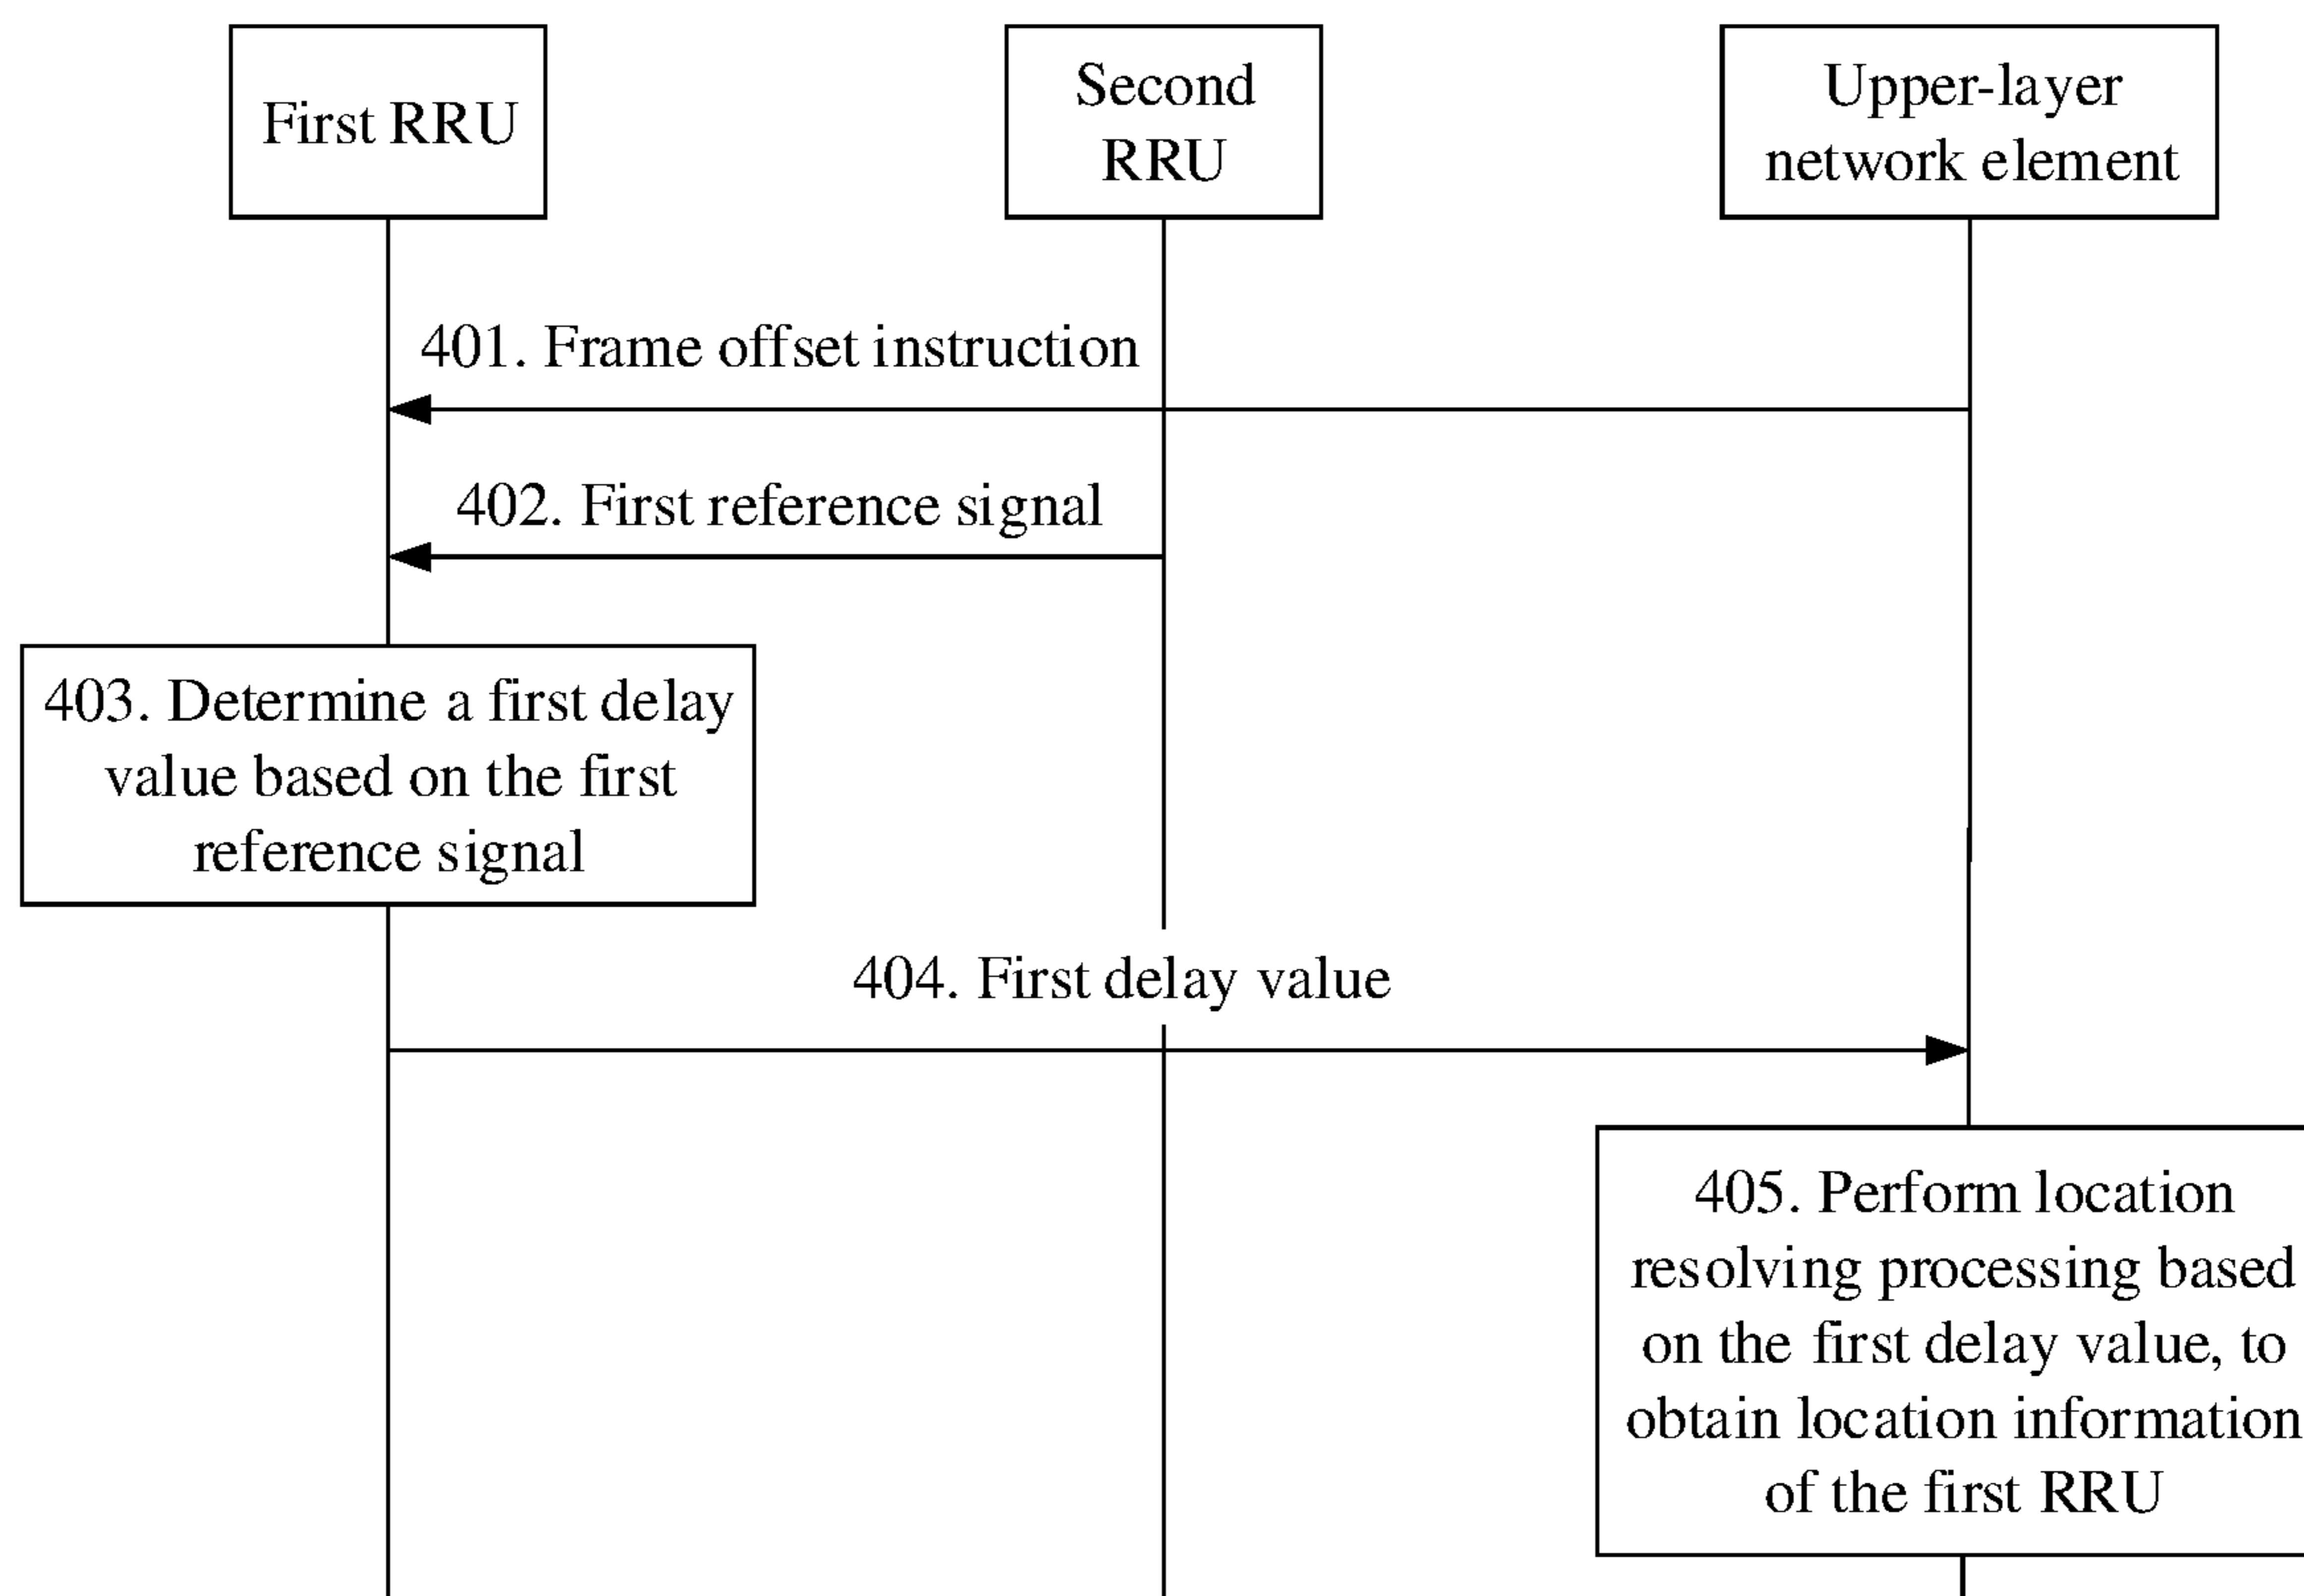 First RRU
Second
RRU
Upper-layer
network element
401. Frame offset instruction
402. First reference signal
403. Determine a first delay
value based on the first
reference signal
404. First delay value
405. Perform location
resolving processing based
on the first delay value, to
obtain location information
of the first RRU